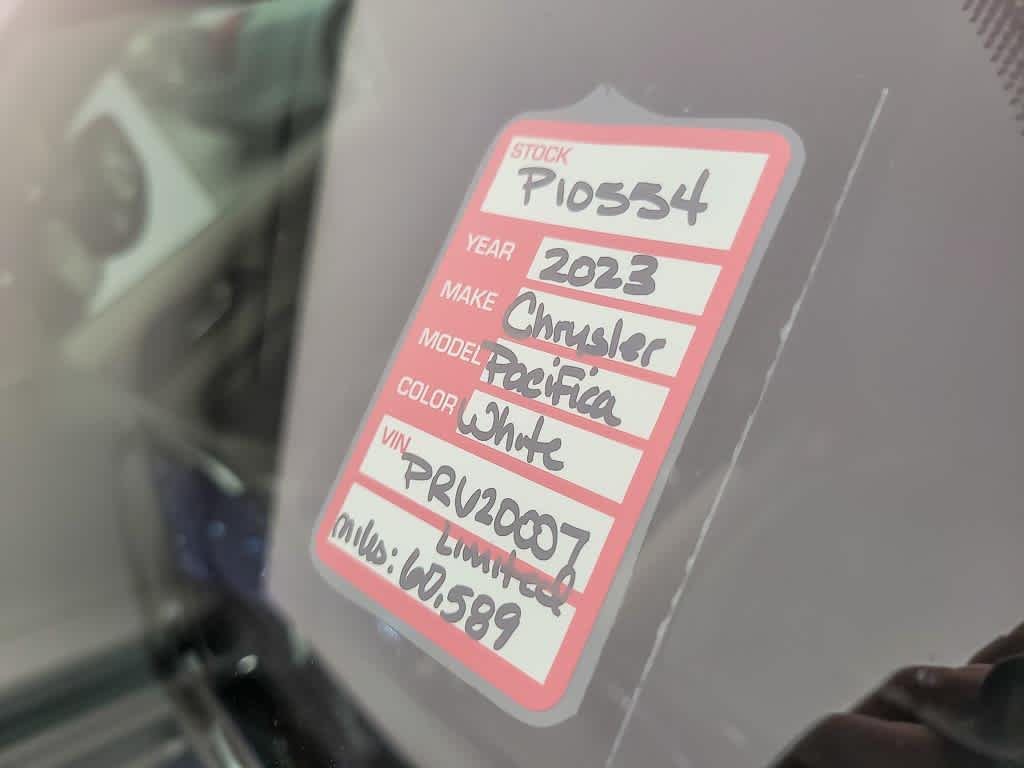 STOCK
P10554
YEAR 2023
MAKE Chrysler
MODEL Pacifica
COLOR White
VIN
PRV20007
Limited
miles: 60.589